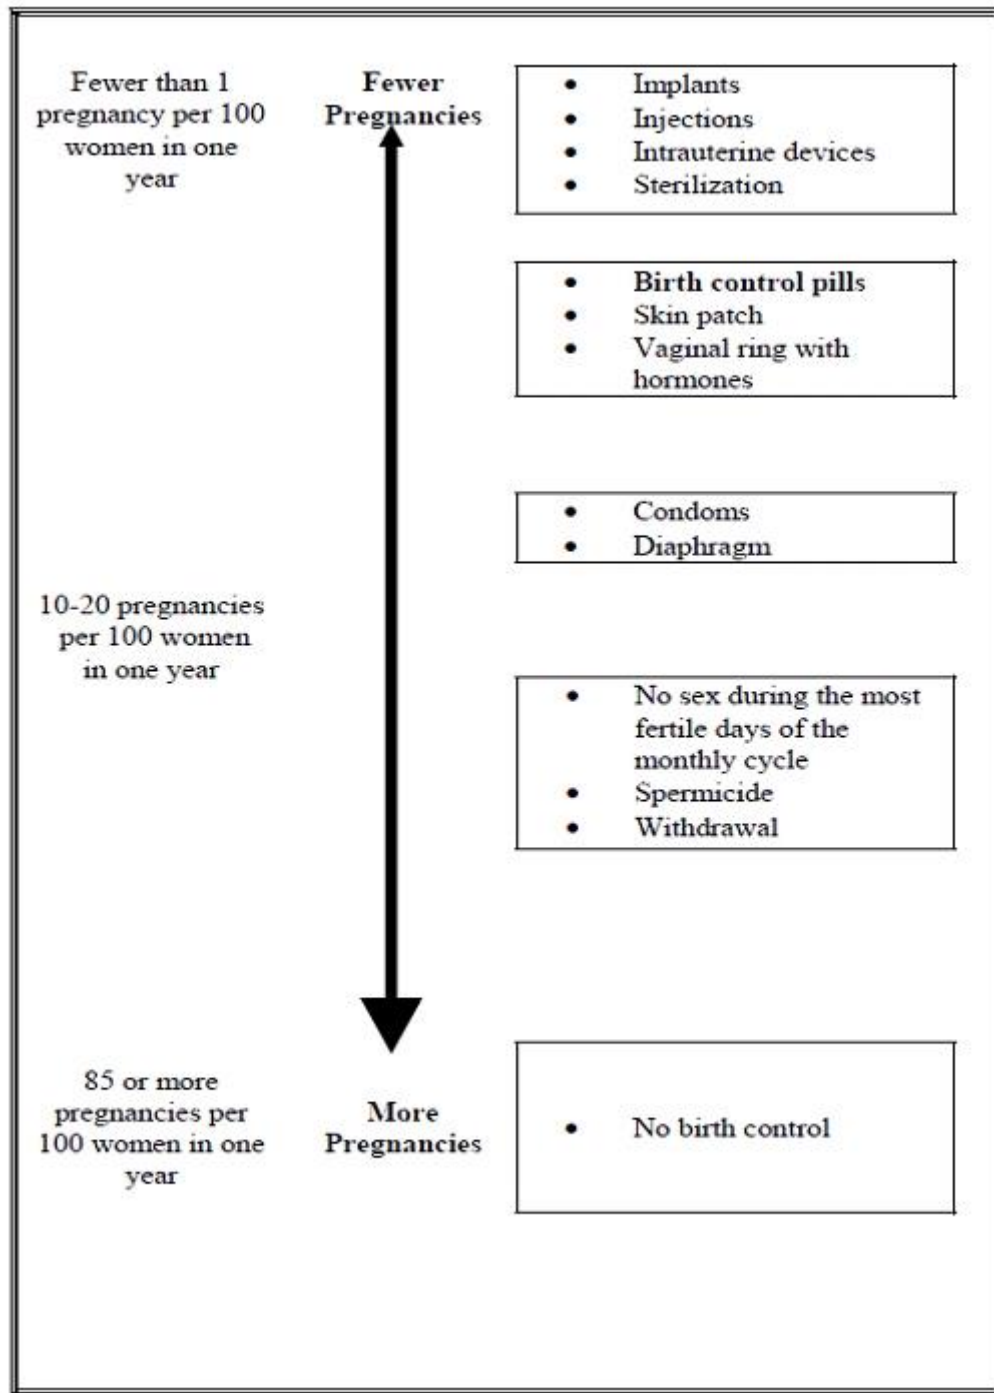 Fewer than 1
pregnancy per 100
women in one
year
Fewer
Pregnancies
• Implants
• Injections
• Intrauterine devices
• Sterilization
• Birth control pills
• Skin patch
• Vaginal ring with
hormones
• Condoms
• Diaphragm
10-20 pregnancies
per 100 women
in one year
• No sex during the most
fertile days of the
monthly cycle
• Spermicide
• Withdrawal
85 or more
pregnancies per
100 women in one
year
More
Pregnancies
• No birth control